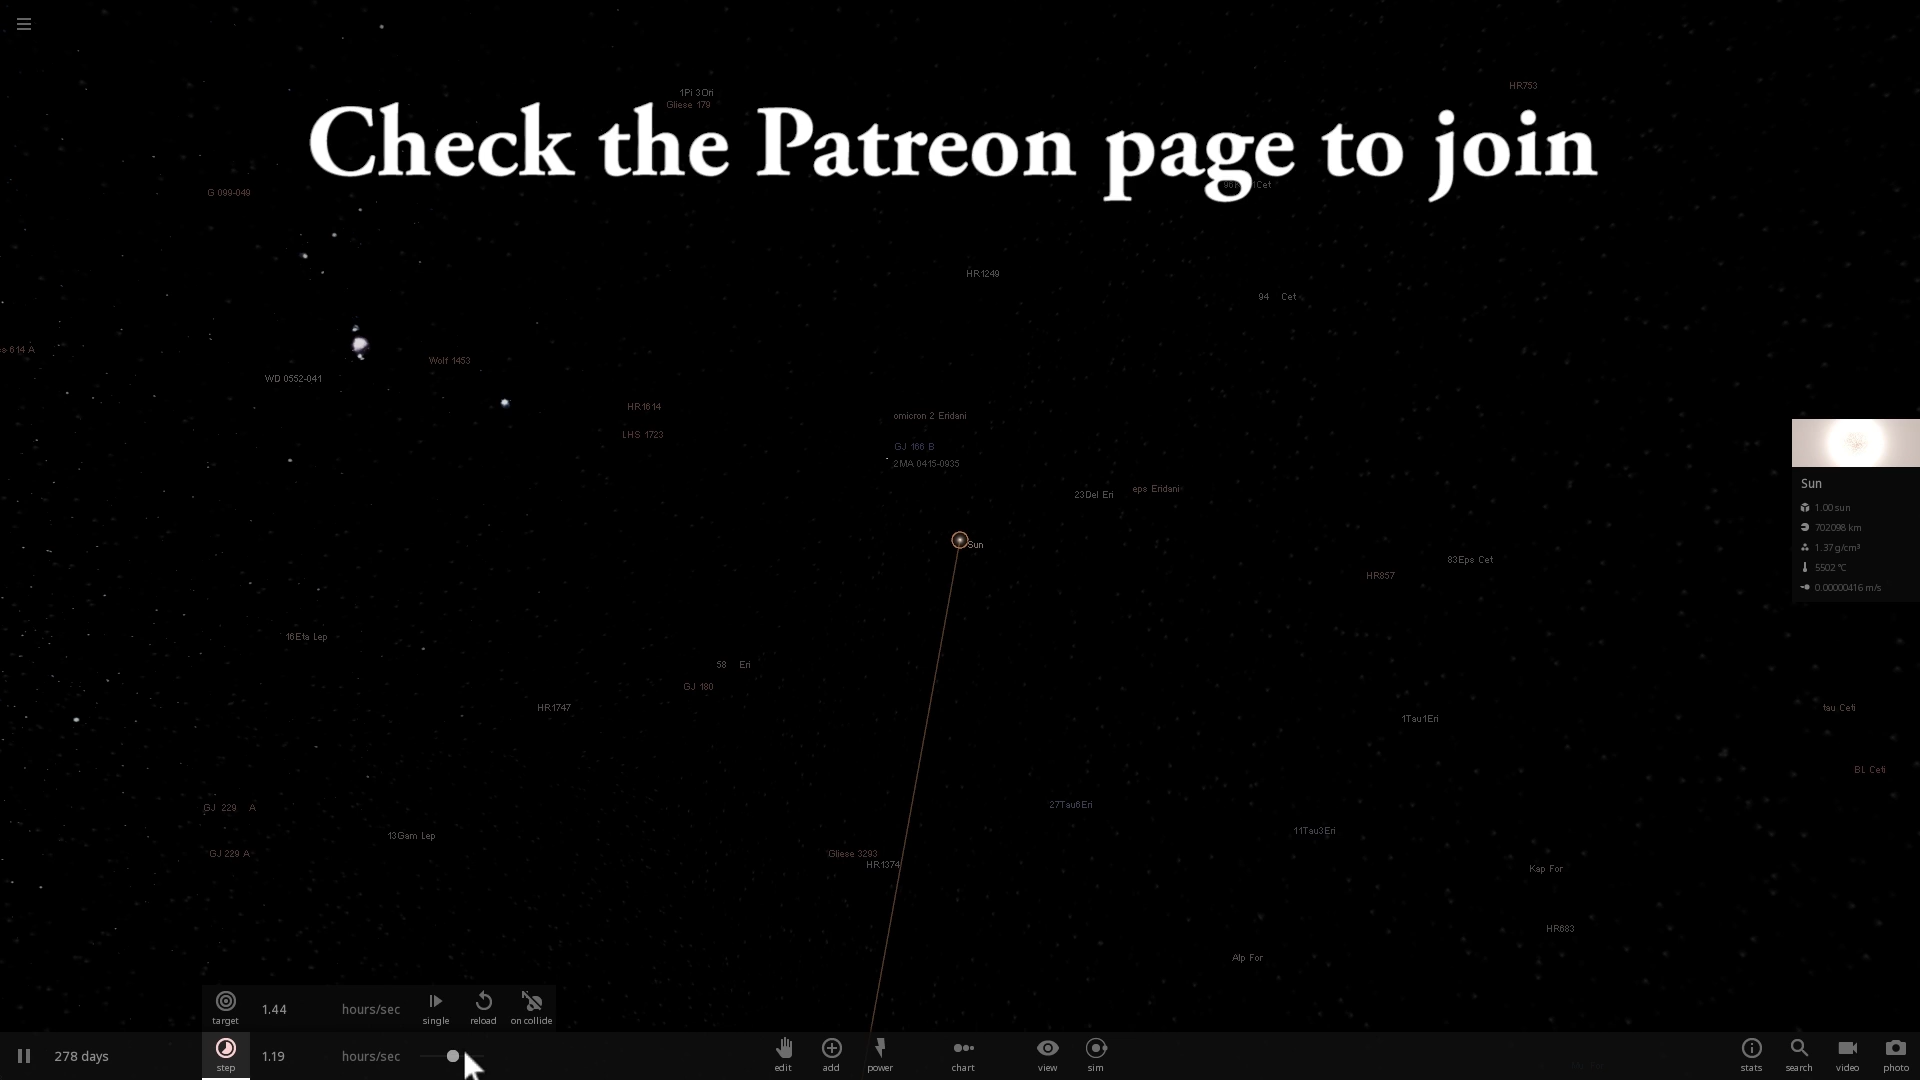 1Pi 3Ori
Gliese 179
HR753
Check the Patreon page to join
G 099-049
HR1249
94 Cet
s 614 A
Wolf 1453
WD 0552-041
HR1614
omicron 2 Eridani
LHS 1723
GJ 166 B
2MA 0415-0935
23Del Eri
eps Eridani
Sun
83Eps Cet
HR857
Sun
1.00 sun
702098 km
1.37 g/cm³
5502 °C
0.00000416 m/s
16Eta Lep
58 Eri
GJ 180
HR1747
1Tau1Eri
tau Ceti
BL Ceti
GJ 229 A
27Tau6Eri
13Gam Lep
11Tau3Eri
GJ 229 A
Gliese 3293
HR1374
Kap For
HR683
Alp For
target
1.44
hours/sec
single
reload
on collide
278 days
step
1.19
hours/sec
edit
add
power
chart
view
sim
stats
search
video
photo